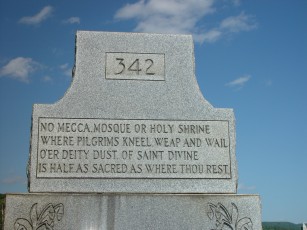 342
NO MECCA, MOSQUE OR HOLY SHRINE
WHERE PILGRIMS KNEEL, WEAP AND WAIL
O'ER DEITY DUST OF SAINT DIVINE
IS HALF AS SACRED AS WHERE THOU REST.